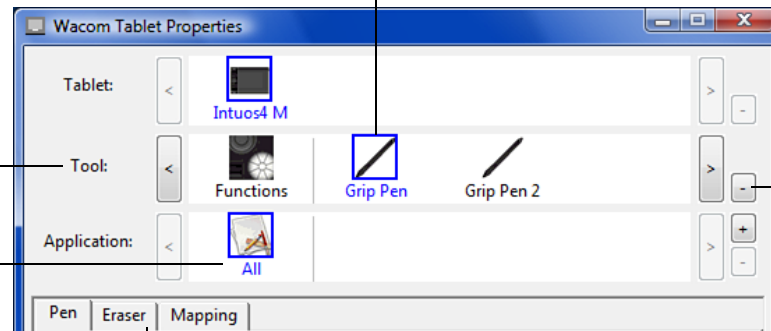 Wacom Tablet Properties
Tablet:
<
Intuos4 M
>
-
Tool:
<
Functions
Grip Pen
Grip Pen 2
>
-
Application:
<
All
>
+
-
Pen
Eraser
Mapping